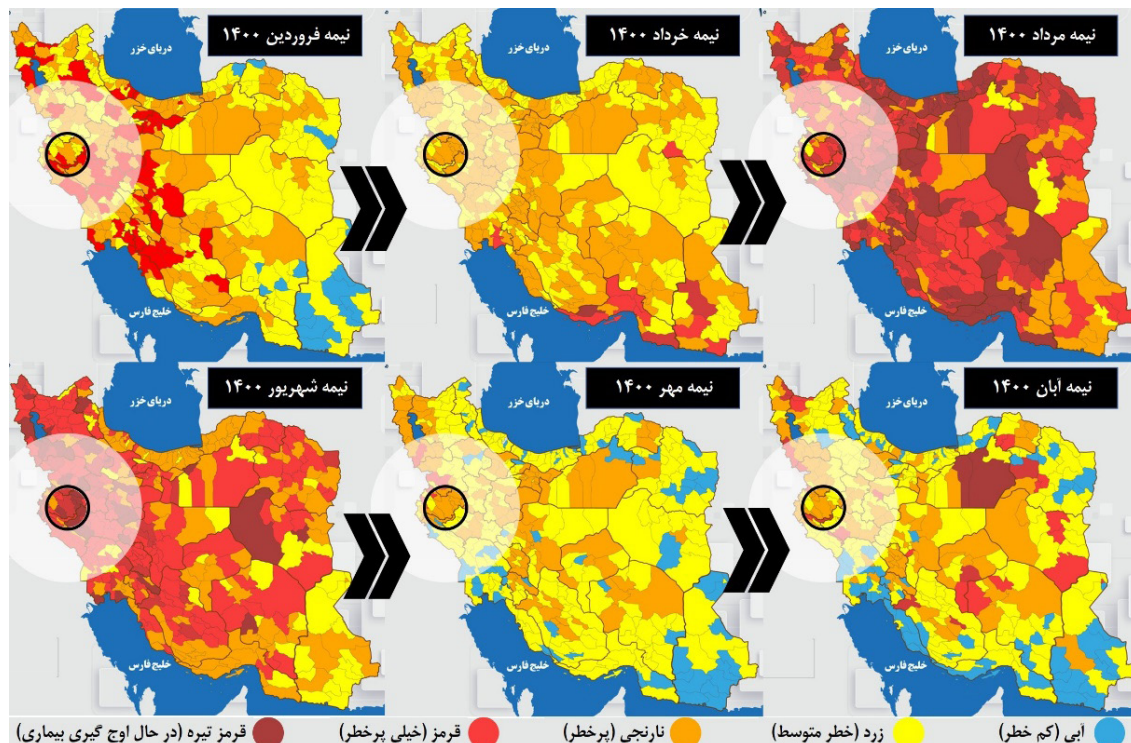 نیمه فروردین ۱۴۰۰
دریای خزر
خلیج فارس
نیمه خرداد ۱۴۰۰
دریای خزر
خلیج فارس
نیمه مرداد ۱۴۰۰
دریای خزر
خلیج فارس
نیمه شهریور ۱۴۰۰
دریای خزر
خلیج فارس
نیمه مهر ۱۴۰۰
دریای خزر
خلیج فارس
نیمه آبان ۱۴۰۰
دریای خزر
خلیج فارس
آبی (کم خطر) زرد (خطر متوسط) نارنجی (پرخطر) قرمز (خیلی پرخطر) قرمز تیره (در حال اوج گیری بیماری)